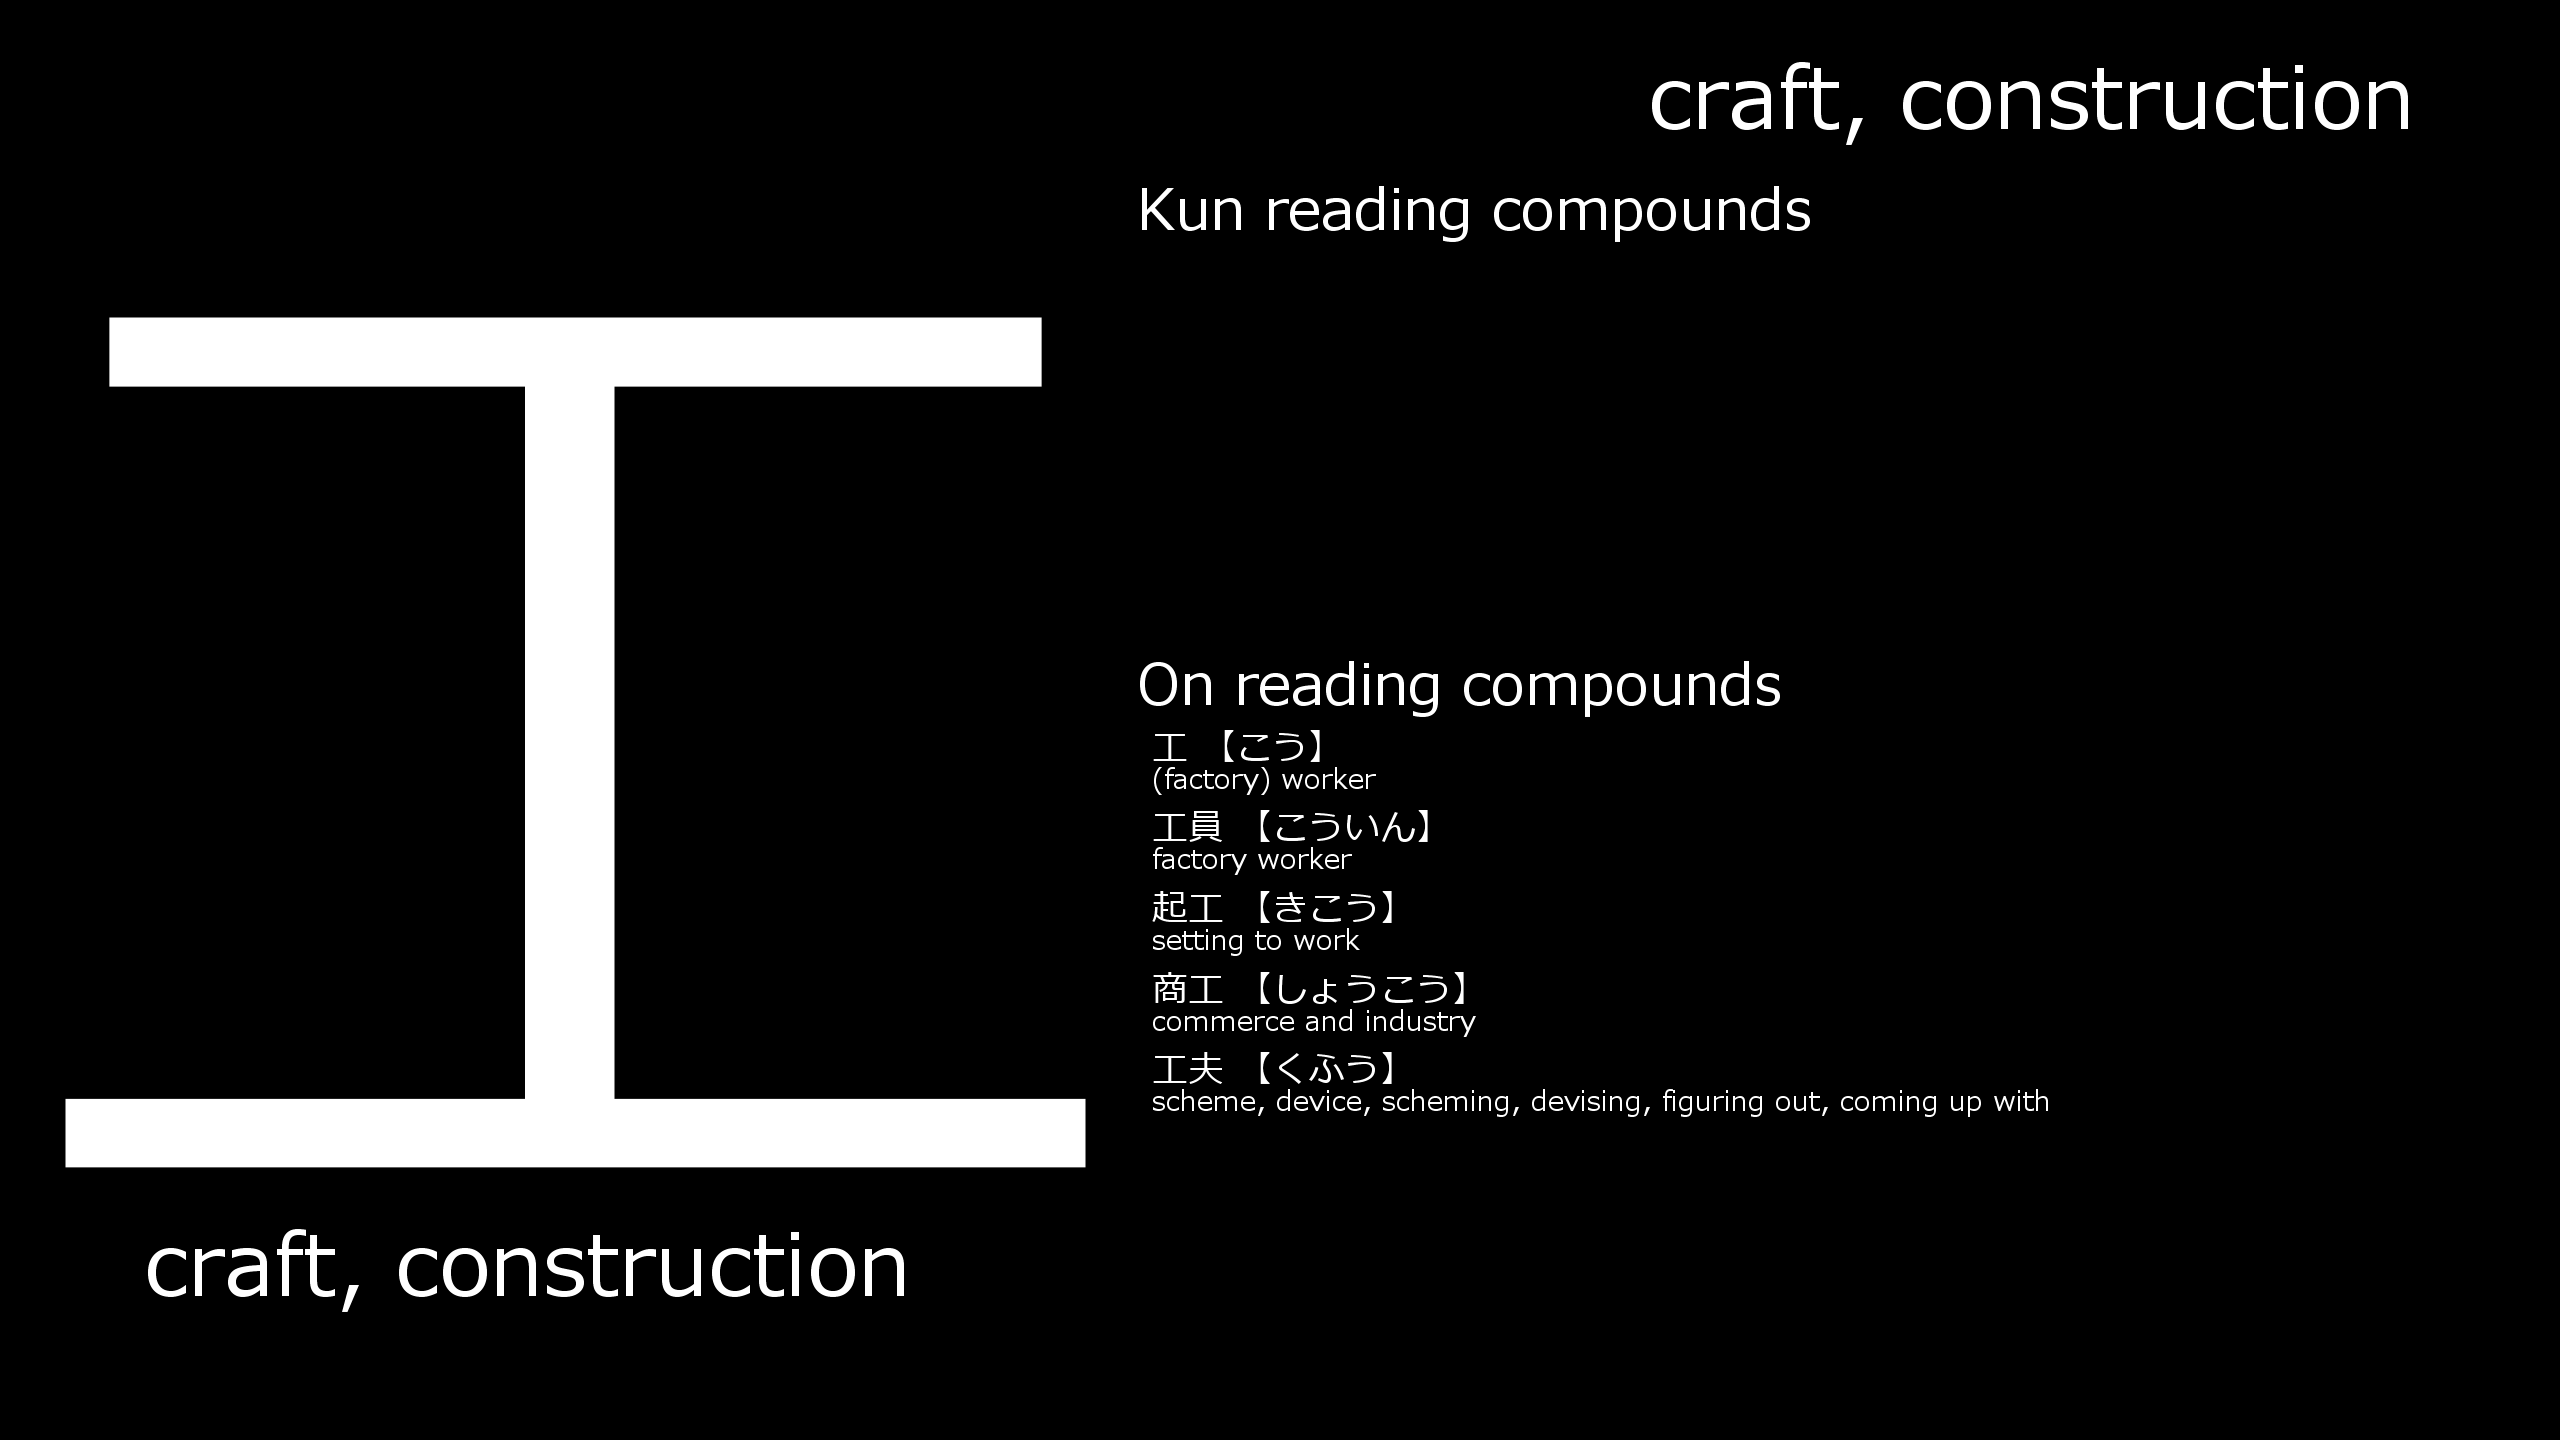 工
craft, construction
craft, construction
Kun reading compounds
On reading compounds
工 【こう】
(factory) worker
工員 【こういん】
factory worker
起工 【きこう】
setting to work
商工 【しょうこう】
commerce and industry
工夫 【くふう】
scheme, device, scheming, devising, figuring out, coming up with